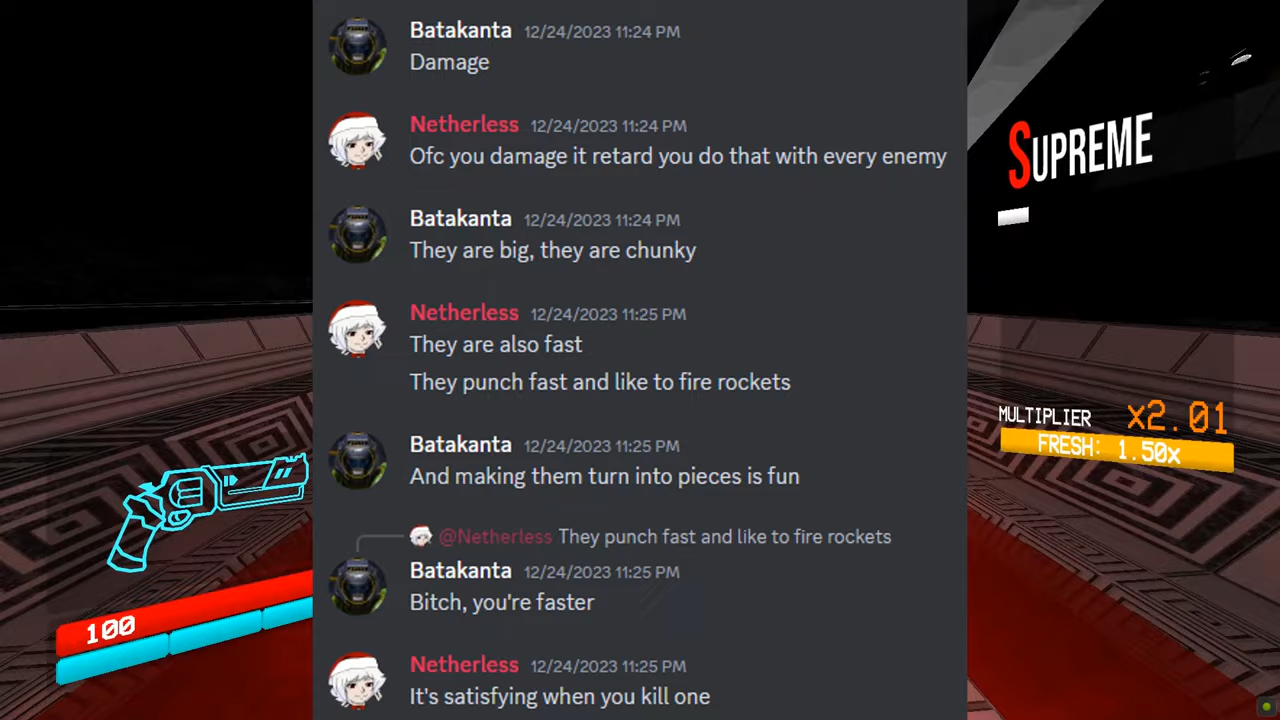 Batakanta 12/24/2023 11:24 PM
Damage
Netherless 12/24/2023 11:24 PM
Ofc you damage it retard you do that with every enemy
Batakanta 12/24/2023 11:24 PM
They are big, they are chunky
Netherless 12/24/2023 11:25 PM
They are also fast
They punch fast and like to fire rockets
Batakanta 12/24/2023 11:25 PM
And making them turn into pieces is fun
@Netherless They punch fast and like to fire rockets
Batakanta 12/24/2023 11:25 PM
Bitch, you're faster
Netherless 12/24/2023 11:25 PM
It's satisfying when you kill one
100
SUPREME
MULTIPLIER x2.01
FRESH: 1.50x